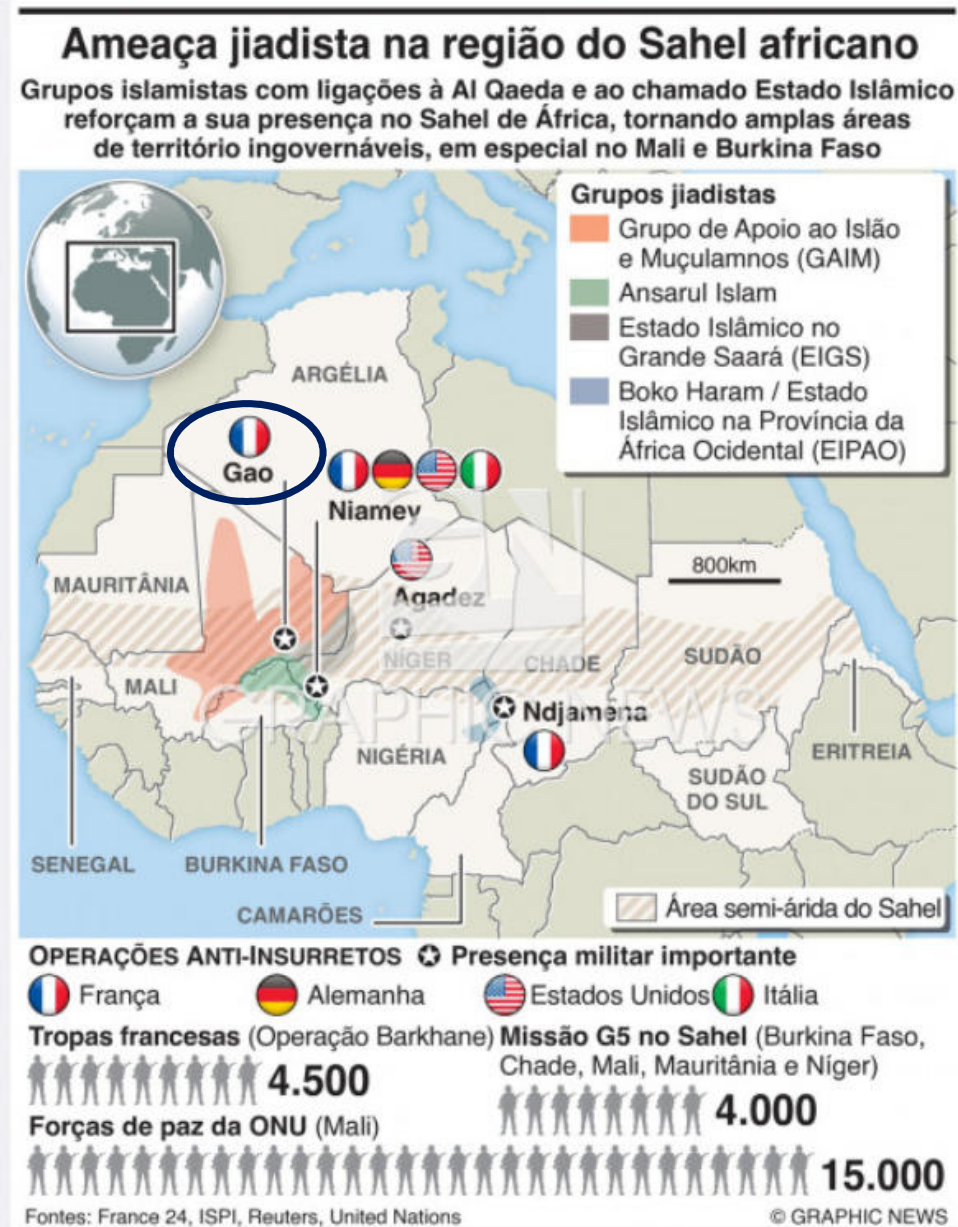 Ameaça jiadista na região do Sahel africano
Grupos islamistas com ligações à Al Qaeda e ao chamado Estado Islâmico
reforçam a sua presença no Sahel de África, tornando amplas áreas
de território ingovernáveis, em especial no Mali e Burkina Faso
Grupos jiadistas
Grupo de Apoio ao Islão
e Muçulamnos (GAIM)
Ansarul Islam
Estado Islâmico no
Grande Saará (EIGS)
Boko Haram / Estado
Islâmico na Província da
África Ocidental (EIPAO)
ARGÉLIA
Gao
Niamey
Agadez
800km
MAURITÂNIA
MALI
NÍGER
CHADE
SUDÃO
GRAPHIC NEWS
Ndjamena
NIGÉRIA
ERITREIA
SUDÃO
DO SUL
SENEGAL
BURKINA FASO
CAMARÕES
Área semi-árida do Sahel
OPERAÇÕES ANTI-INSURRETOS
Presença militar importante
França
Alemanha
Estados Unidos
Itália
Tropas francesas (Operação Barkhane)
4.500
Missão G5 no Sahel (Burkina Faso,
Chade, Mali, Mauritânia e Níger)
4.000
Forças de paz da ONU (Mali)
15.000
Fontes: France 24, ISPI, Reuters, United Nations
© GRAPHIC NEWS